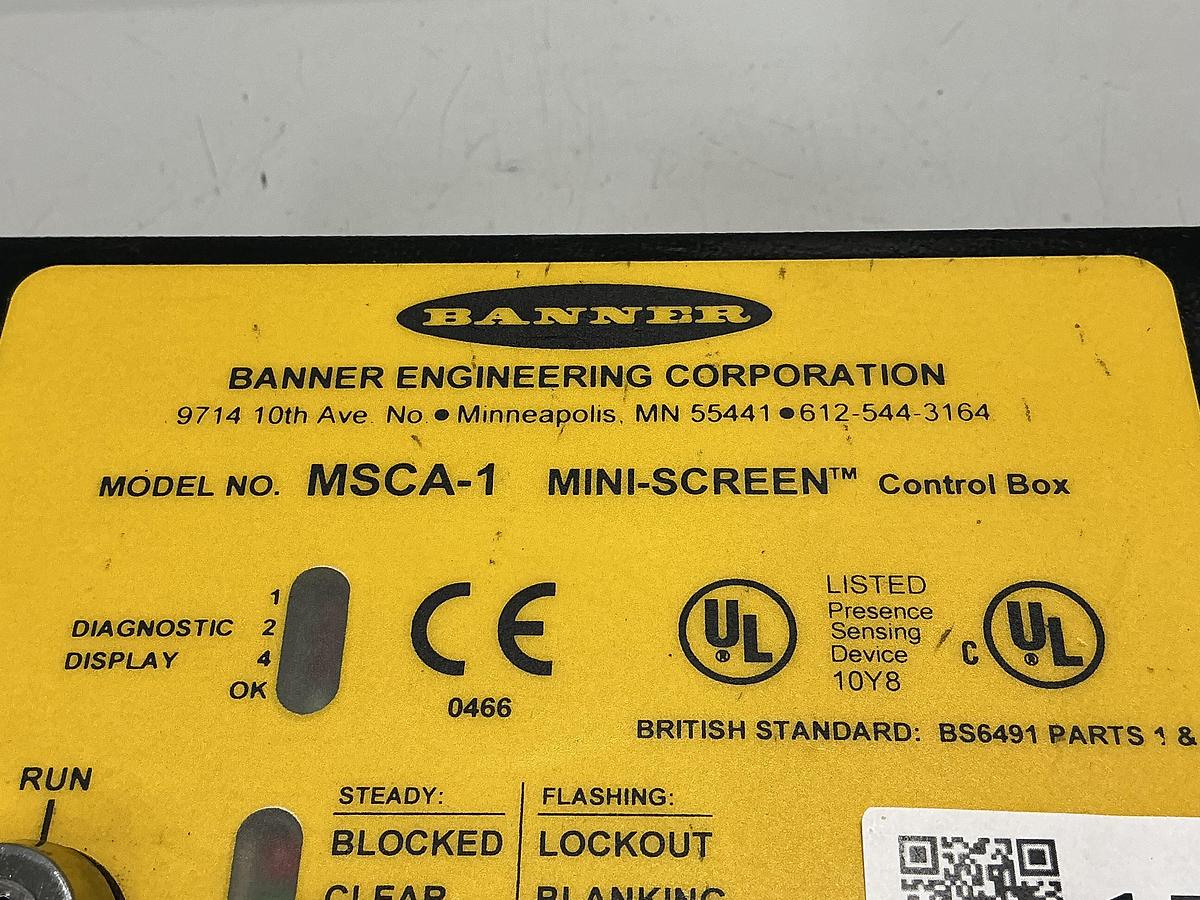 BANNER
BANNER ENGINEERING CORPORATION
9714 10th Ave. No. ● Minneapolis, MN 55441 ● 612-544-3164
MODEL NO. MSCA-1 MINI-SCREEN™ Control Box
DIAGNOSTIC DISPLAY
1
2
4
OK
CE
0466
UL ®
LISTED
Presence
Sensing
Device
10Y8
C UL ®
BRITISH STANDARD: BS6491 PARTS 1 &
RUN
STEADY:
BLOCKED
CLEAR
FLASHING:
LOCKOUT
BLANKING